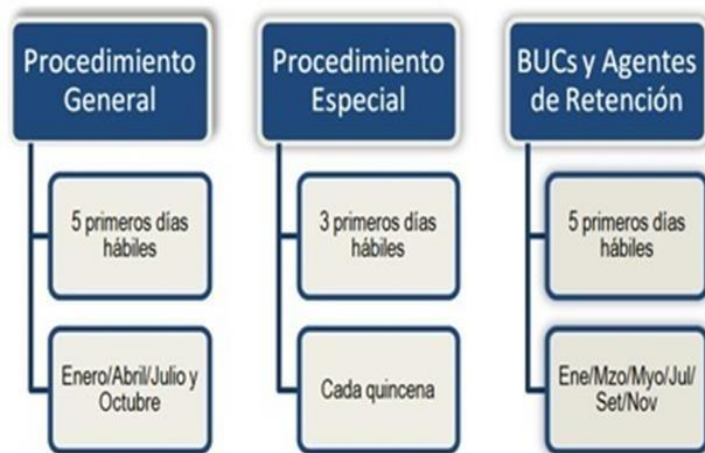 Procedimiento
General
5 primeros días
hábiles
Enero/Abril/Julio y
Octubre
Procedimiento
Especial
3 primeros días
hábiles
Cada quincena
BUCs y Agentes
de Retención
5 primeros días
hábiles
Ene/Mzo/Myo/Jul/
Set/Nov